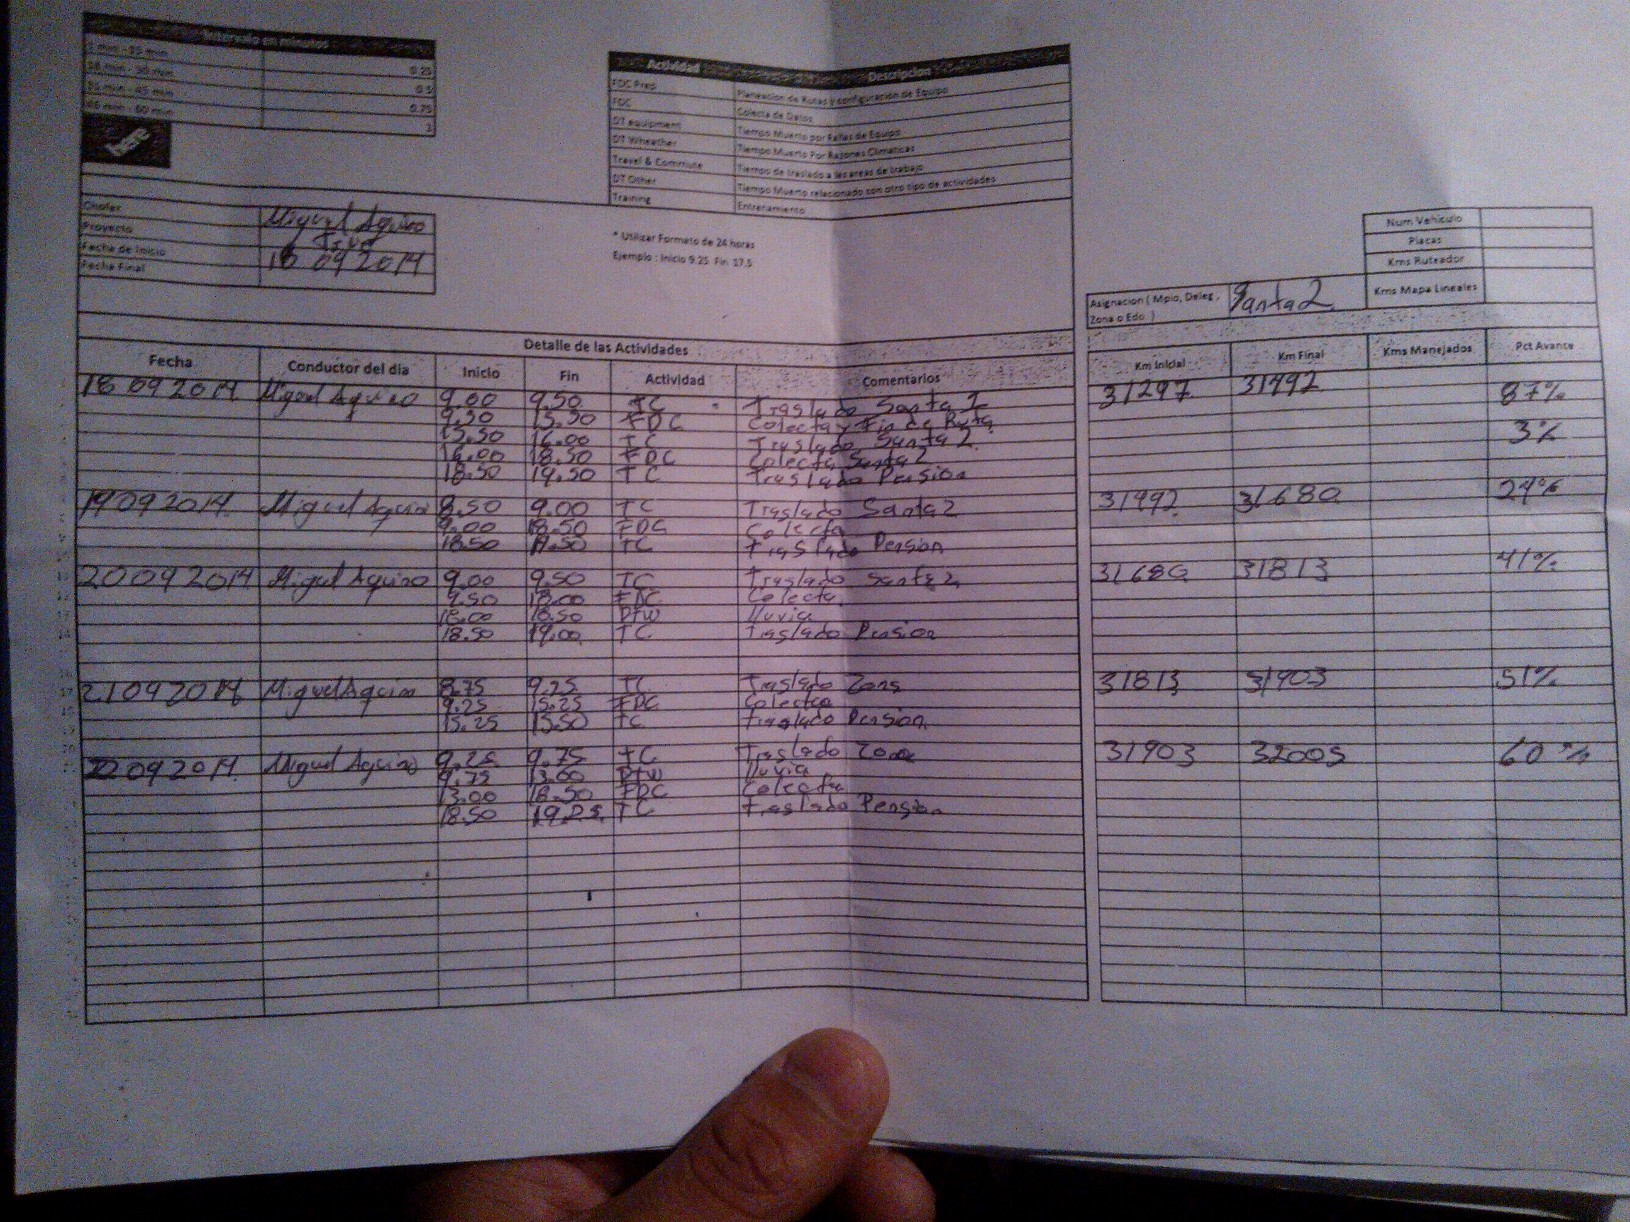 Intervalo en minutos
1 min - 15 min 0.25
16 min - 30 min 0.5
31 min - 45 min 0.75
46 min - 60 min 1
here
Actividad Descripcion
FDC Prep Planeacion de Rutas y configuración de Equipo
FDC Colecta de Datos
DT equipment Tiempo Muerto por Fallas de Equipo
DT Wheather Tiempo Muerto Por Razones Climaticas
Travel & Commute Tiempo de traslado a las areas de trabajo
DT Other Tiempo Muerto relacionado con otro tipo de actividades
Training Entrenamiento
Chofer Miguel Aquino
Proyecto
Fecha de Inicio 18 09 2014
Fecha Final
* Utilizar Formato de 24 horas
Ejemplo : Inicio 9.25 Fin 17.5
Num Vehiculo
Placas
Kms Ruteador
Kms Mapa Lineales
Asignacion ( Mpio, Deleg , Zona o Edo ) Santa 2
Detalle de las Actividades
Fecha Conductor del dia Inicio Fin Actividad Comentarios Km Inicial Km Final Kms Manejados Pct Avance
18 09 2014 Miguel Aquino 9.00 9.50 TC Traslado Santa 1 31297 31492 87%
9.50 15.50 FDC Colecta y Fin de Ruta
15.50 16.00 TC Traslado Santa 2 3%
16.00 18.50 FDC Colecta Santa 2
18.50 19.50 TC Traslado Pension
19 09 2014 Miguel Aquino 8.50 9.00 TC Traslado Santa 2 31492 31680 24%
9.00 18.50 FDC Colecta
18.50 19.50 TC Traslado Pension
20 09 2014 Miguel Aquino 9.00 9.50 TC Traslado Santa 2 31680 31813 41%
9.50 18.00 FDC Colecta
18.00 18.50 DTW lluvia
18.50 19.00 TC Traslado Pension
21 09 2014 Miguel Aquino 8.75 9.25 TC Traslado Zona 31813 31903 51%
9.25 15.25 FDC Colecta
15.25 15.50 TC Traslado Pension
22 09 2014 Miguel Aquino 9.25 9.75 TC Traslado Zona 31903 32005 60%
9.75 13.00 DTW lluvia
13.00 18.50 FDC Colecta
18.50 19.25 TC Traslado Pension